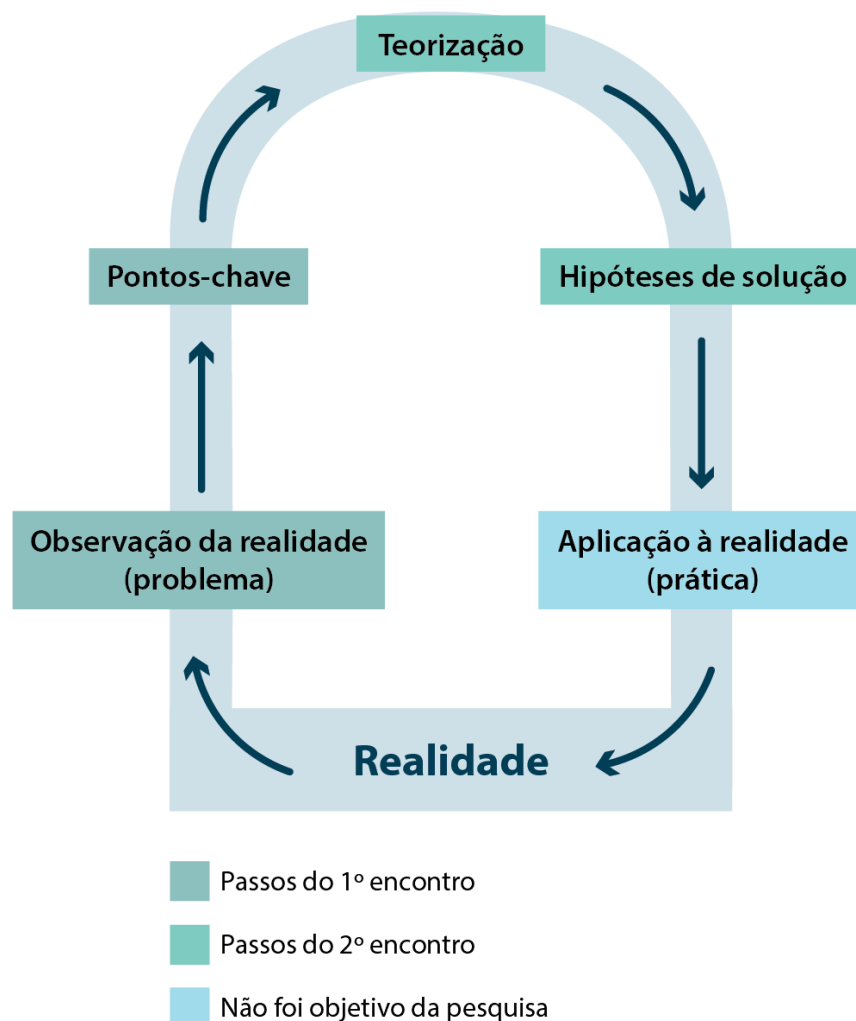 Teorização
Pontos-chave
Hipóteses de solução
Observação da realidade
(problema)
Aplicação à realidade
(prática)
Realidade
Passos do 1º encontro
Passos do 2º encontro
Não foi objetivo da pesquisa